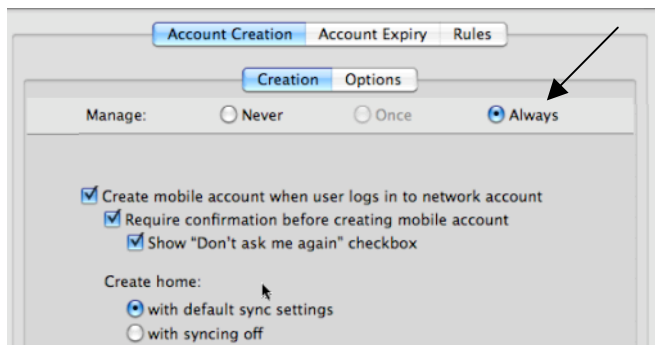 Account Creation Account Expiry Rules
Creation Options
Manage: Never Once Always
Create mobile account when user logs in to network account
Require confirmation before creating mobile account
Show "Don't ask me again" checkbox
Create home:
with default sync settings
with syncing off